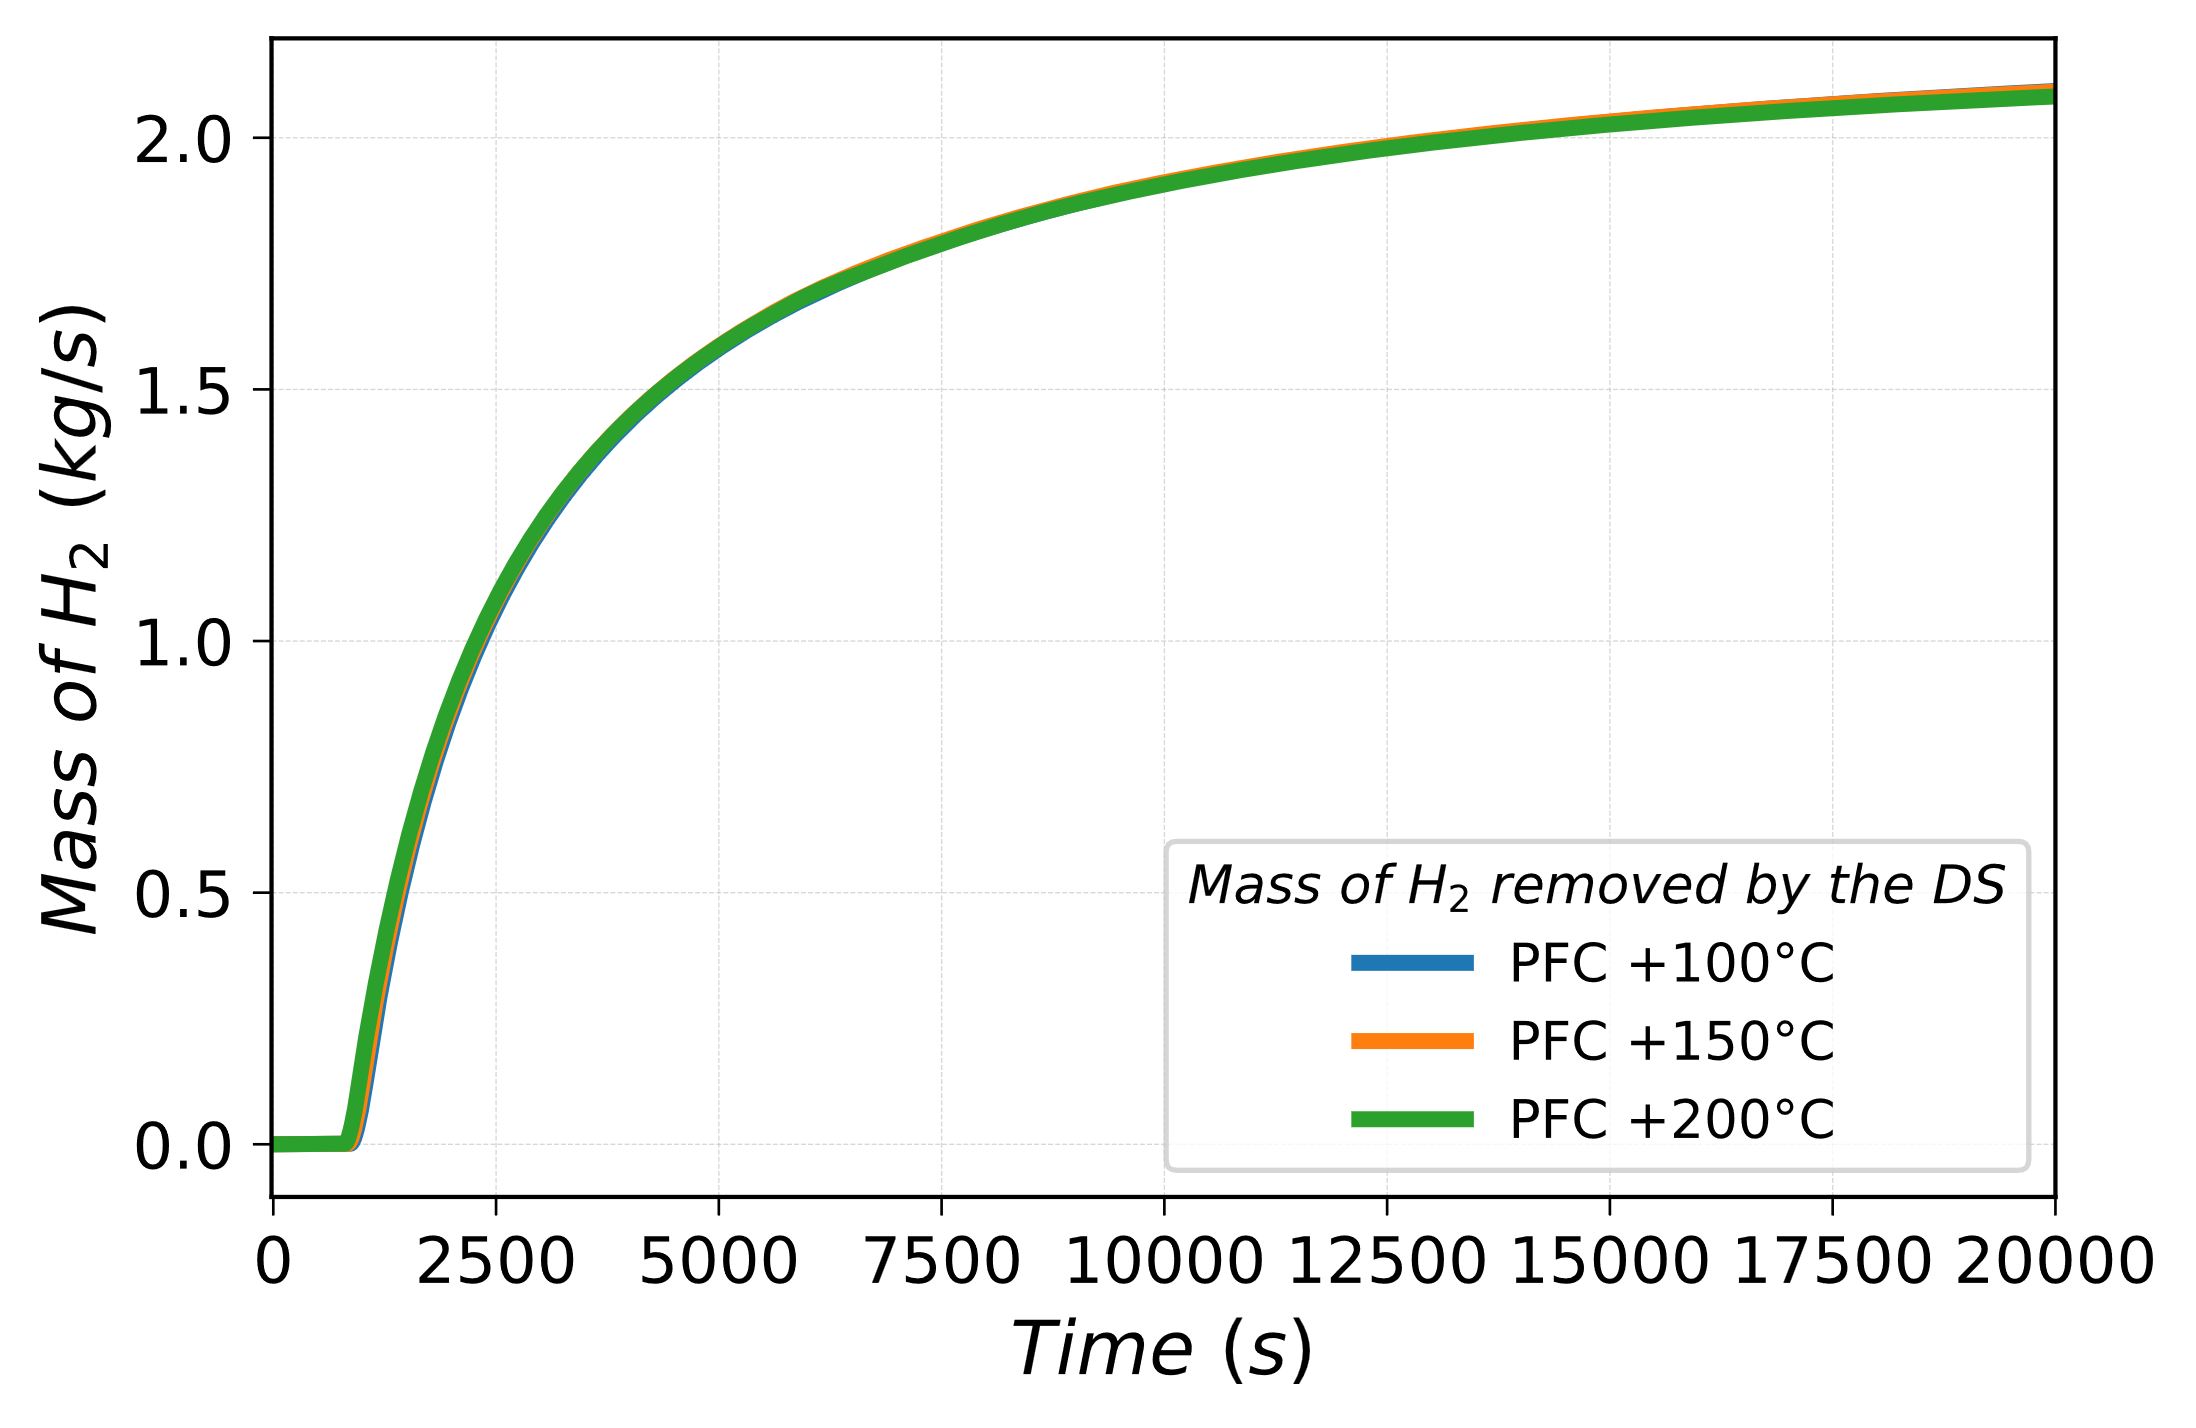 Mass of H₂ (kg/s)
2.0
1.5
1.0
0.5
0.0
Mass of H₂ removed by the DS
PFC +100°C
PFC +150°C
PFC +200°C
0 2500 5000 7500 10000 12500 15000 17500 20000
Time (s)